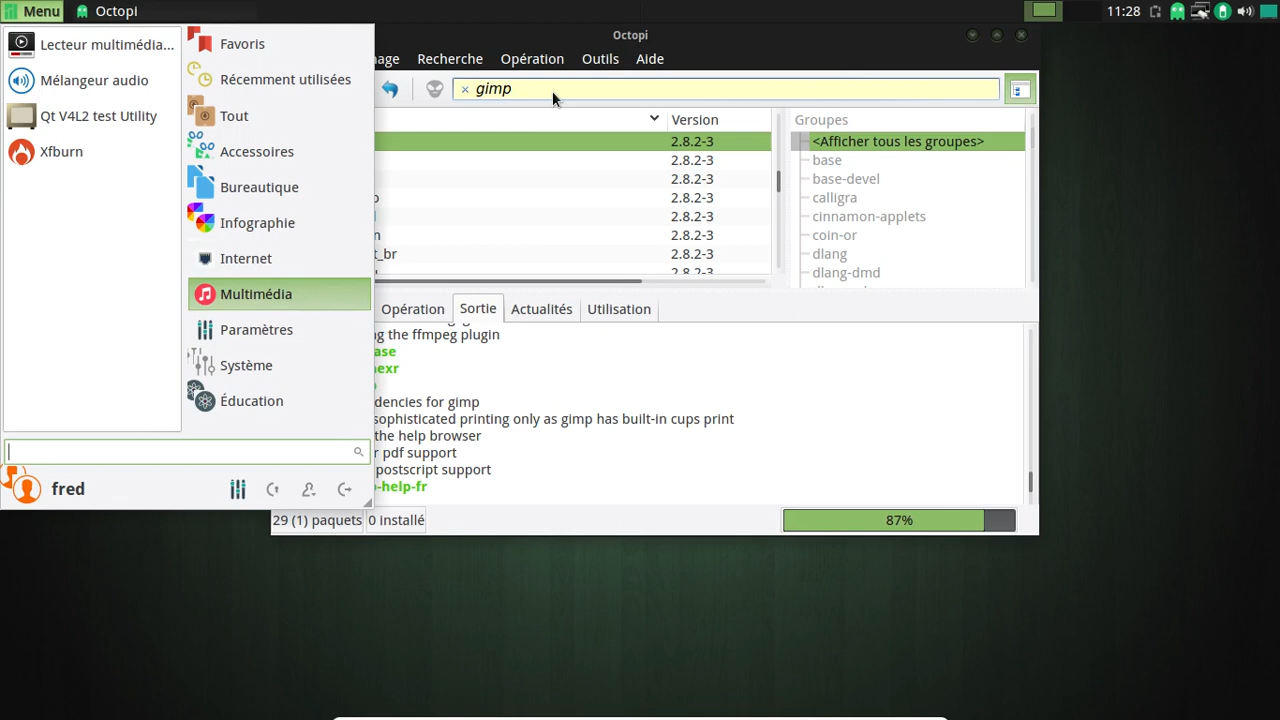 Menu
Octopi
11:28
Lecteur multimédia...
Mélangeur audio
Qt V4L2 test Utility
Xfburn
Favoris
Récemment utilisées
Tout
Accessoires
Bureautique
Infographie
Internet
Multimédia
Paramètres
Système
Éducation
fred
Octopi
age
Recherche
Opération
Outils
Aide
gimp
Version
2.8.2-3
2.8.2-3
2.8.2-3
2.8.2-3
2.8.2-3
2.8.2-3
t_br
2.8.2-3
2.8.2-3
Groupes
<Afficher tous les groupes>
base
base-devel
calligra
cinnamon-applets
coin-or
dlang
dlang-dmd
Opération
Sortie
Actualités
Utilisation
ng the ffmpeg plugin
ase
exr
dencies for gimp
sophisticated printing only as gimp has built-in cups print
the help browser
r pdf support
postscript support
-help-fr
29 (1) paquets
0 installé
87%